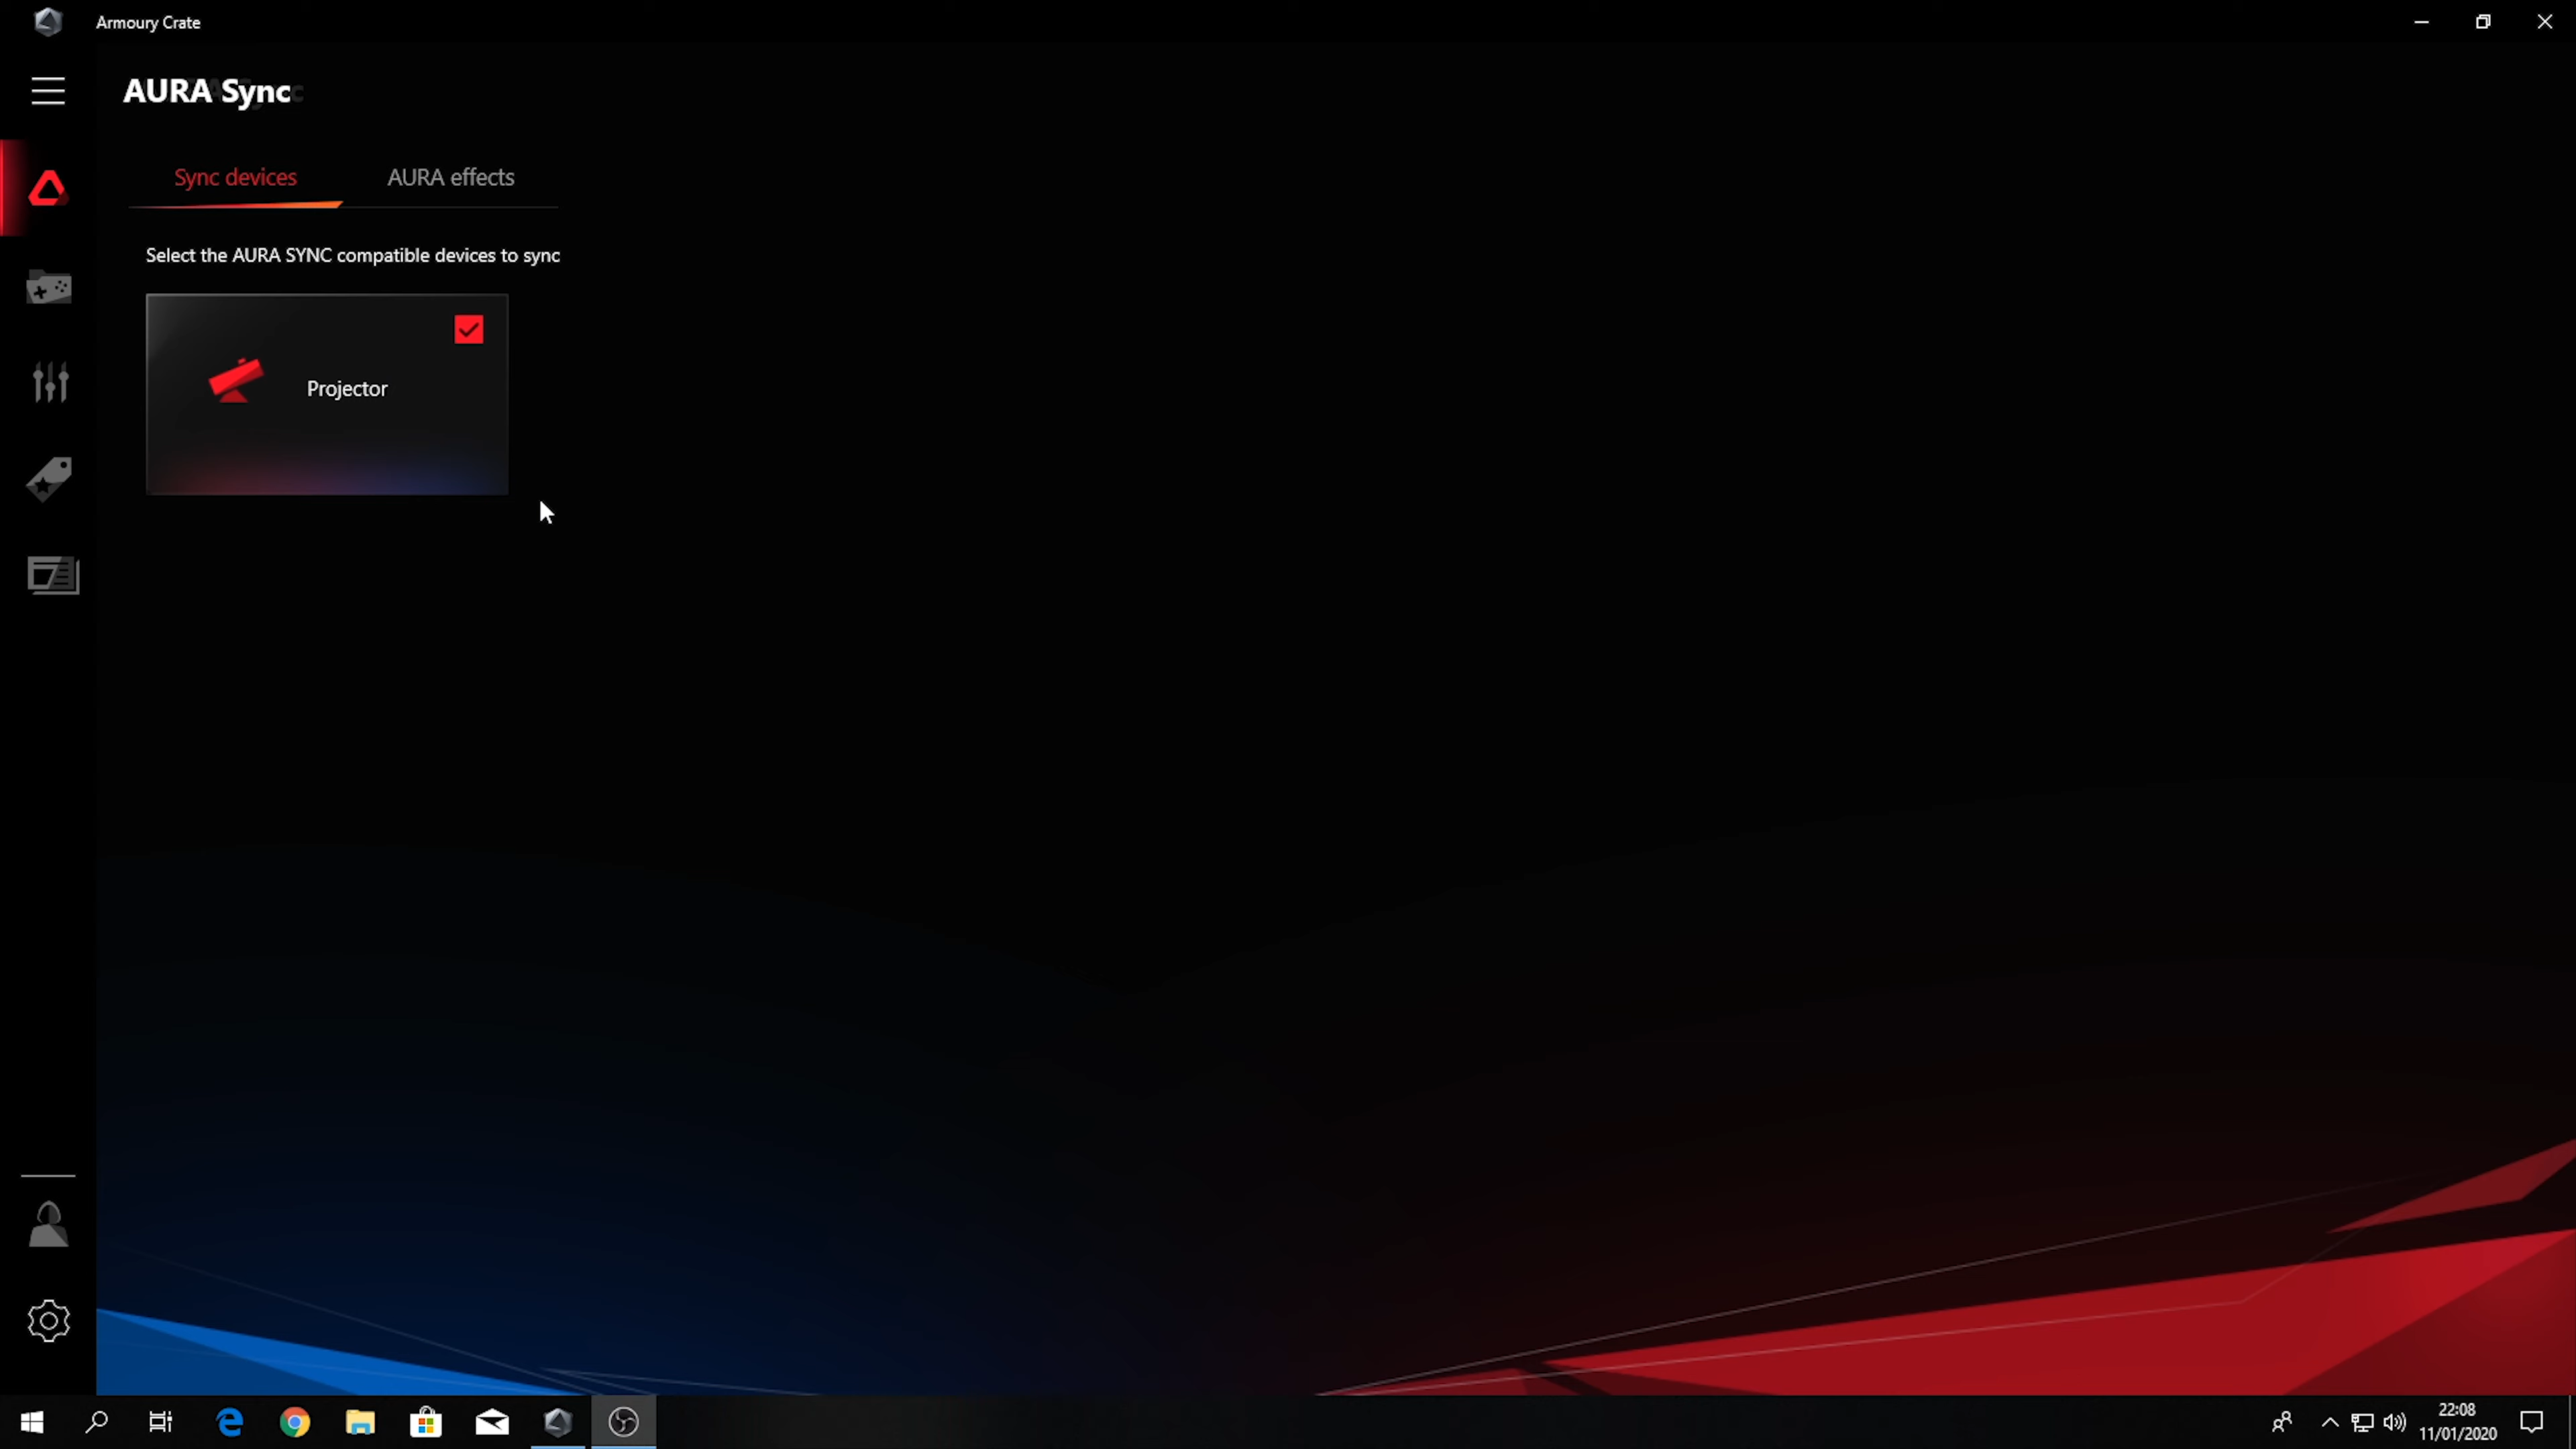 Armoury Crate
AURA Sync
Sync devices
AURA effects
Select the AURA SYNC compatible devices to sync
Projector
22:08
11/01/2020